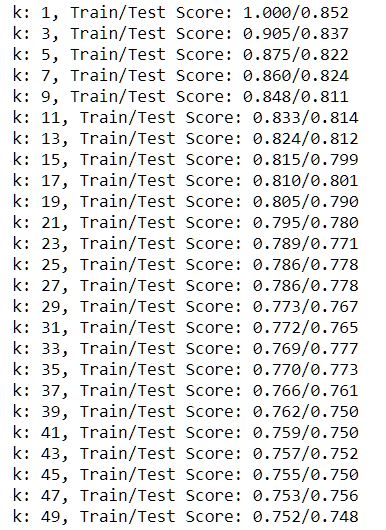 k: 1, Train/Test Score: 1.000/0.852
k: 3, Train/Test Score: 0.905/0.837
k: 5, Train/Test Score: 0.875/0.822
k: 7, Train/Test Score: 0.860/0.824
k: 9, Train/Test Score: 0.848/0.811
k: 11, Train/Test Score: 0.833/0.814
k: 13, Train/Test Score: 0.824/0.812
k: 15, Train/Test Score: 0.815/0.799
k: 17, Train/Test Score: 0.810/0.801
k: 19, Train/Test Score: 0.805/0.790
k: 21, Train/Test Score: 0.795/0.780
k: 23, Train/Test Score: 0.789/0.771
k: 25, Train/Test Score: 0.786/0.778
k: 27, Train/Test Score: 0.786/0.778
k: 29, Train/Test Score: 0.773/0.767
k: 31, Train/Test Score: 0.772/0.765
k: 33, Train/Test Score: 0.769/0.777
k: 35, Train/Test Score: 0.770/0.773
k: 37, Train/Test Score: 0.766/0.761
k: 39, Train/Test Score: 0.762/0.750
k: 41, Train/Test Score: 0.759/0.750
k: 43, Train/Test Score: 0.757/0.752
k: 45, Train/Test Score: 0.755/0.750
k: 47, Train/Test Score: 0.753/0.756
k: 49, Train/Test Score: 0.752/0.748